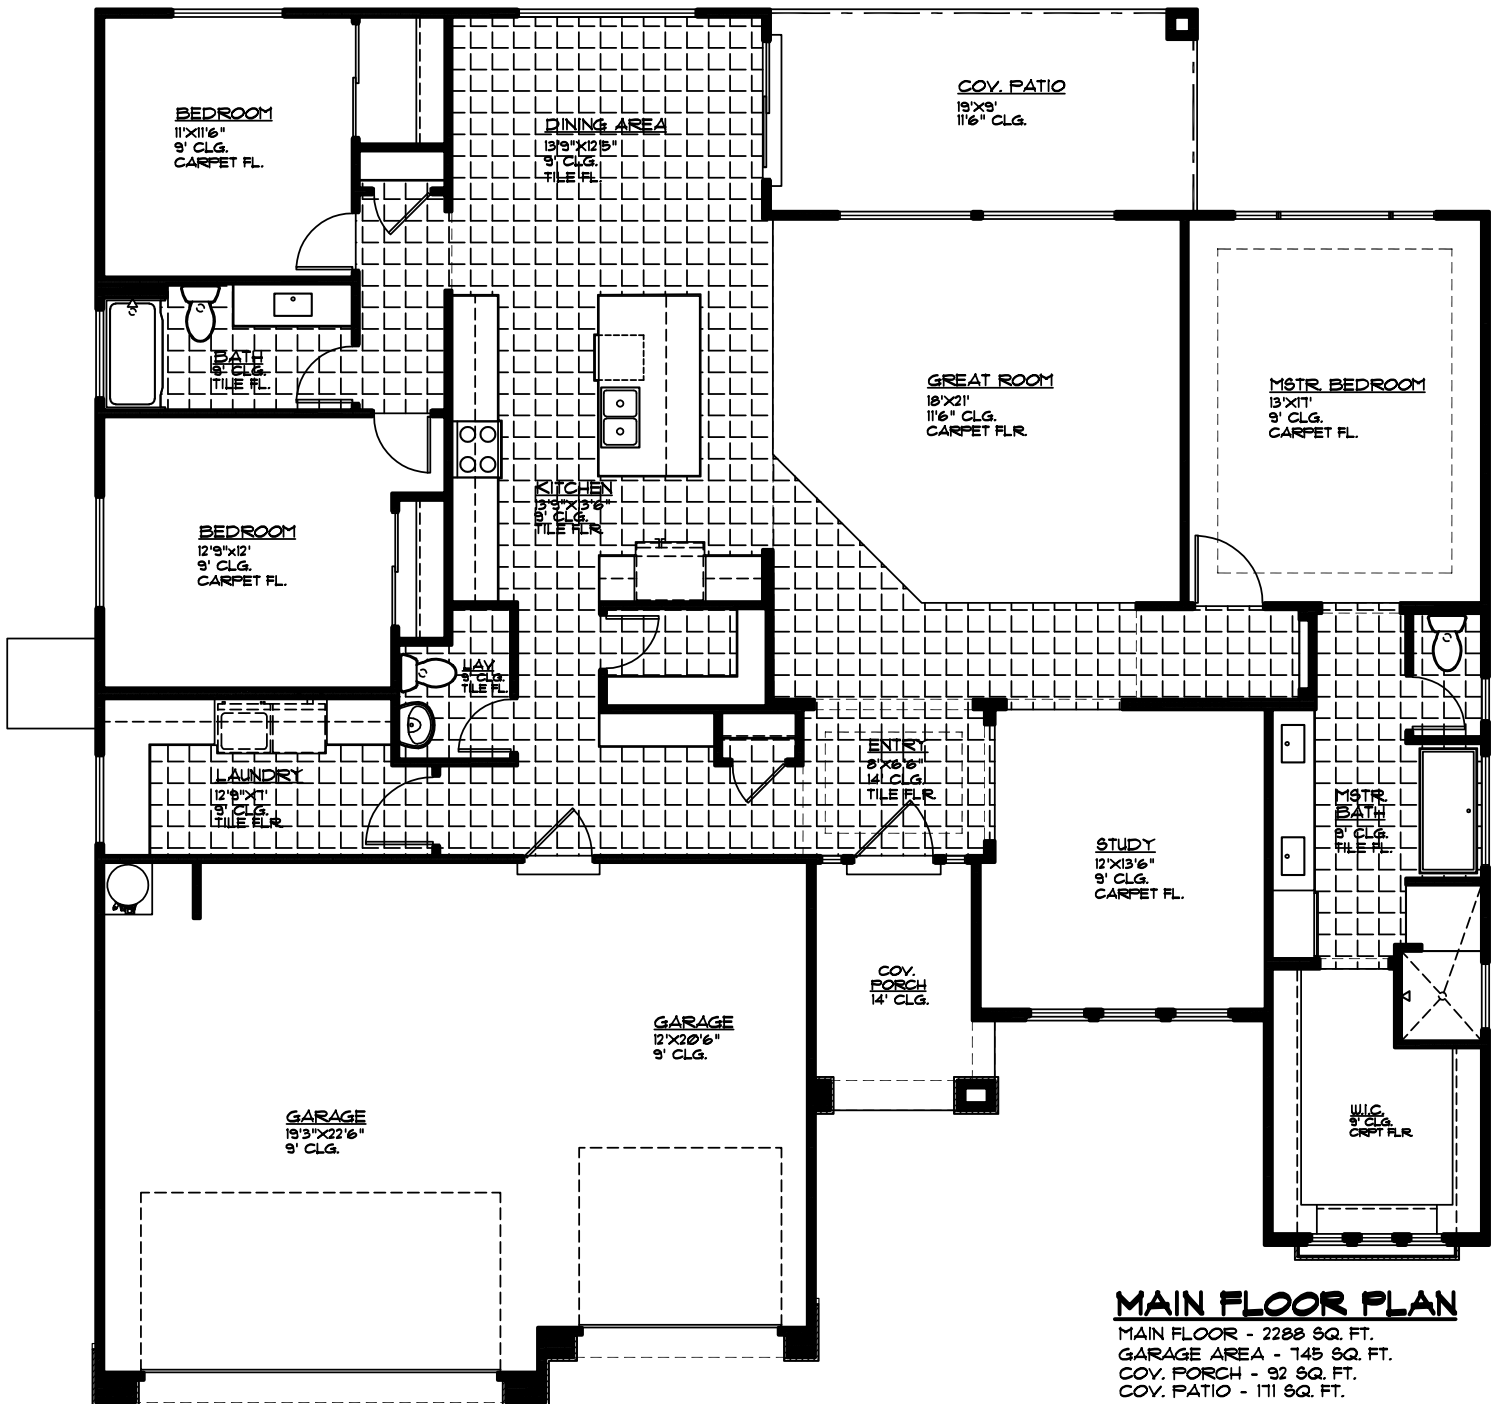 BEDROOM
11'X11'6"
9' CLG.
CARPET FL.
DINING AREA
13'9"X12'5"
9' CLG.
TILE FL.
COV. PATIO
19'X9'
11'6" CLG.
BATH
9' CLG.
TILE FL.
GREAT ROOM
18'X21'
11'6" CLG.
CARPET FLR.
MSTR. BEDROOM
13'X17'
9' CLG.
CARPET FL.
KITCHEN
13'9"X13'6"
9' CLG.
TILE FLR.
BEDROOM
12'9"x12'
9' CLG.
CARPET FL.
LAV.
9' CLG.
TILE FL.
LAUNDRY
12'9"X7'
9' CLG.
TILE FLR.
ENTRY
8'X6'6"
14' CLG.
TILE FLR.
MSTR.
BATH
9' CLG.
TILE FL.
STUDY
12'X13'6"
9' CLG.
CARPET FL.
COV.
PORCH
14' CLG.
GARAGE
12'X20'6"
9' CLG.
GARAGE
19'3"X22'6"
9' CLG.
W.I.C.
9' CLG.
CRPT FLR.
MAIN FLOOR PLAN
MAIN FLOOR - 2288 SQ. FT.
GARAGE AREA - 745 SQ. FT.
COV. PORCH - 92 SQ. FT.
COV. PATIO - 171 SQ. FT.